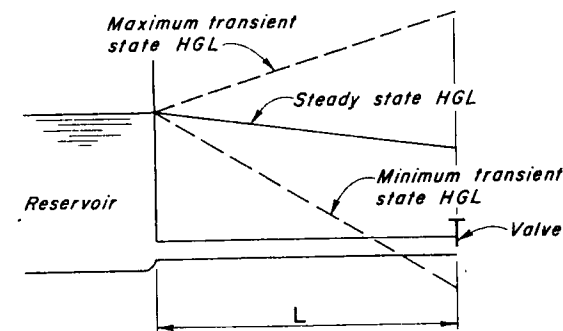 Maximum transient
state HGL
Steady state HGL
Minimum transient
state HGL
Reservoir
Valve
L